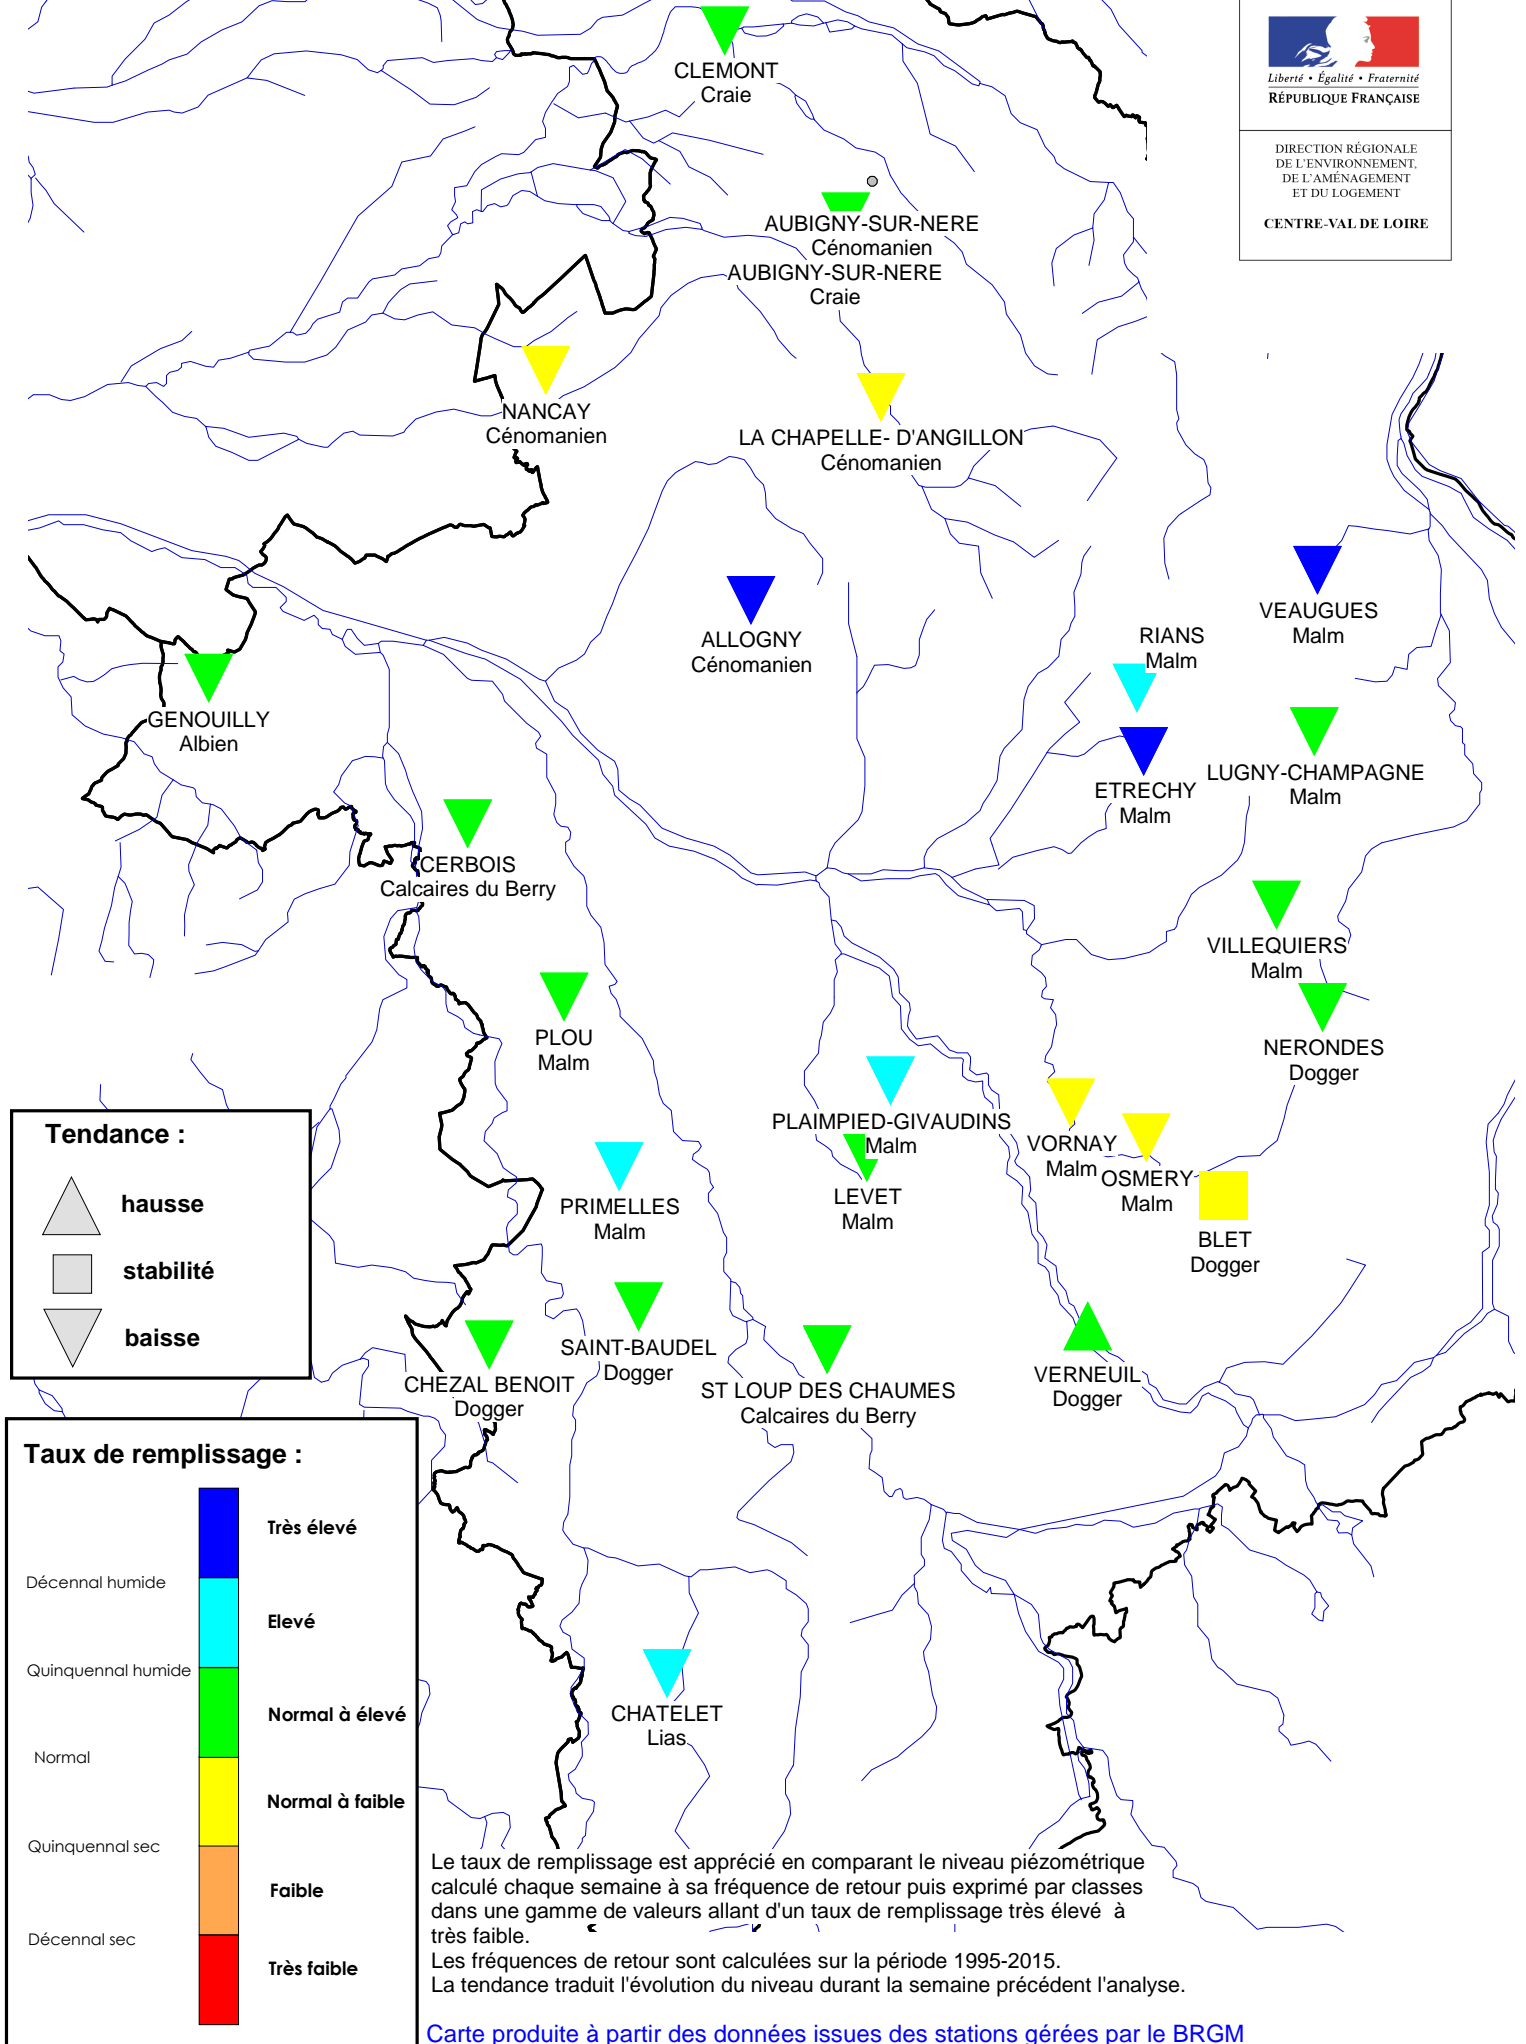 Liberté • Égalité • Fraternité
RÉPUBLIQUE FRANÇAISE
DIRECTION RÉGIONALE
DE L'ENVIRONNEMENT,
DE L'AMÉNAGEMENT
ET DU LOGEMENT
CENTRE-VAL DE LOIRE
CLEMONT
Craie
AUBIGNY-SUR-NERE
Cénomanien
AUBIGNY-SUR-NERE
Craie
NANCAY
Cénomanien
LA CHAPELLE- D'ANGILLON
Cénomanien
VEAUGUES
Malm
ALLOGNY
Cénomanien
RIANS
Malm
GENOUILLY
Albien
LUGNY-CHAMPAGNE
Malm
ETRECHY
Malm
CERBOIS
Calcaires du Berry
VILLEQUIERS
Malm
PLOU
Malm
NERONDES
Dogger
PLAIMPIED-GIVAUDINS
Malm
VORNAY
Malm
OSMERY
Malm
LEVET
Malm
PRIMELLES
Malm
BLET
Dogger
SAINT-BAUDEL
Dogger
CHEZAL BENOIT
Dogger
ST LOUP DES CHAUMES
Calcaires du Berry
VERNEUIL
Dogger
CHATELET
Lias
Tendance :
hausse
stabilité
baisse
Taux de remplissage :
Très élevé
Décennal humide
Elevé
Quinquennal humide
Normal à élevé
Normal
Normal à faible
Quinquennal sec
Faible
Décennal sec
Très faible
Le taux de remplissage est apprécié en comparant le niveau piézométrique
calculé chaque semaine à sa fréquence de retour puis exprimé par classes
dans une gamme de valeurs allant d'un taux de remplissage très élevé à
très faible.
Les fréquences de retour sont calculées sur la période 1995-2015.
La tendance traduit l'évolution du niveau durant la semaine précédent l'analyse.
Carte produite à partir des données issues des stations gérées par le BRGM